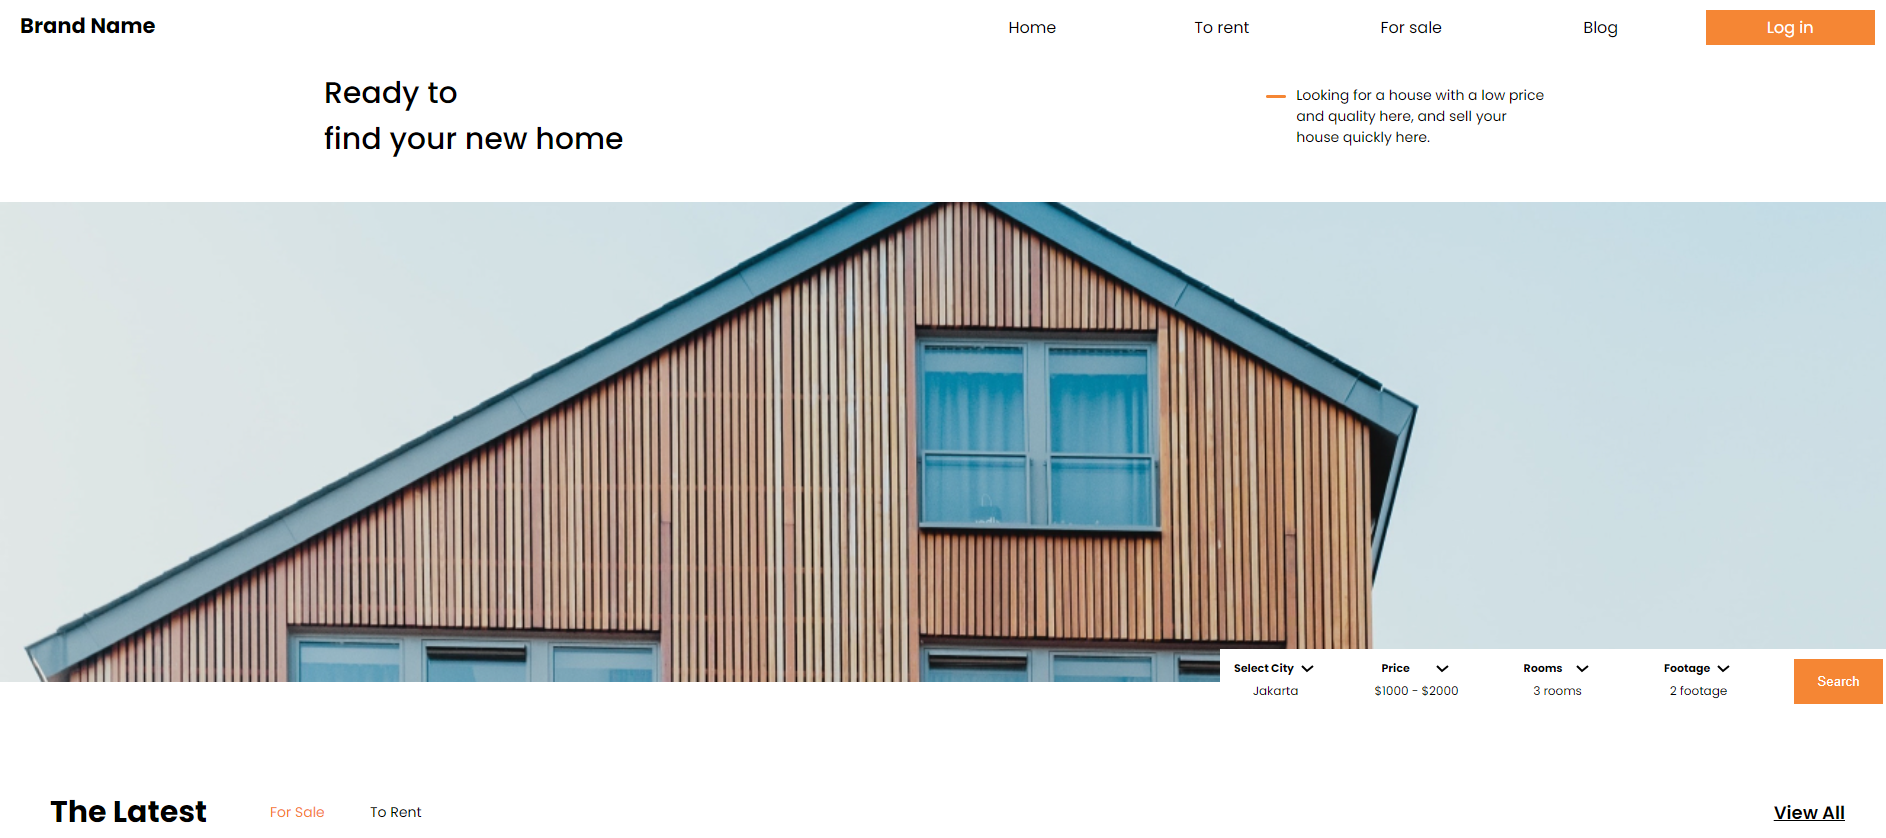 Brand Name
Home
To rent
For sale
Blog
Log in
Ready to
find your new home
Looking for a house with a low price
and quality here, and sell your
house quickly here.
Select City
Price
Rooms
Footage
Jakarta
$1000 - $2000
3 rooms
2 footage
Search
The Latest
For Sale
To Rent
View All